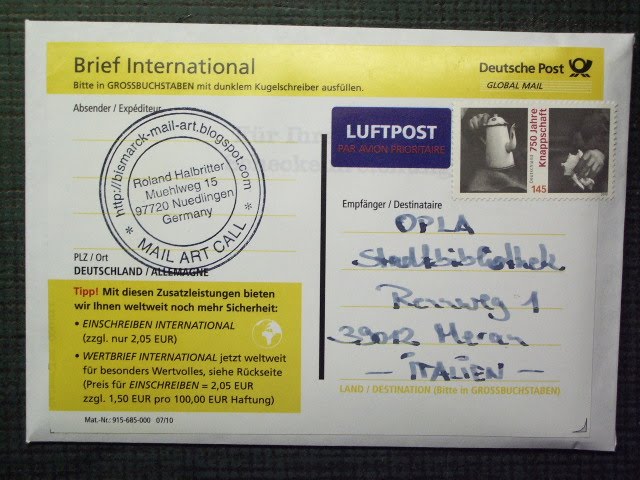 Brief International
Bitte in GROSSBUCHSTABEN mit dunklem Kugelschreiber ausfüllen.
Deutsche Post
GLOBAL MAIL
Absender / Expéditeur
http://bismarck-mail-art.blogspot.com
Roland Halbritter
Muehlweg 15
97720 Nuedlingen
Germany
* MAIL ART CALL *
PLZ / Ort
DEUTSCHLAND / ALLEMAGNE
LUFTPOST
PAR AVION PRIORITAIRE
750 Jahre
Knappschaft
145
Empfänger / Destinataire
OPLA
Stadtbibliothek
Rennweg 1
39012 Meran
— ITALIEN —
LAND / DESTINATION (Bitte in GROSSBUCHSTABEN)
Tipp! Mit diesen Zusatzleistungen bieten
wir Ihnen weltweit noch mehr Sicherheit:
• EINSCHREIBEN INTERNATIONAL
(zzgl. nur 2,05 EUR)
• WERTBRIEF INTERNATIONAL jetzt weltweit
für besonders Wertvolles, siehe Rückseite
(Preis für EINSCHREIBEN = 2,05 EUR
zzgl. 1,50 EUR pro 100,00 EUR Haftung)
Mat.-Nr.: 915-685-000 07/10